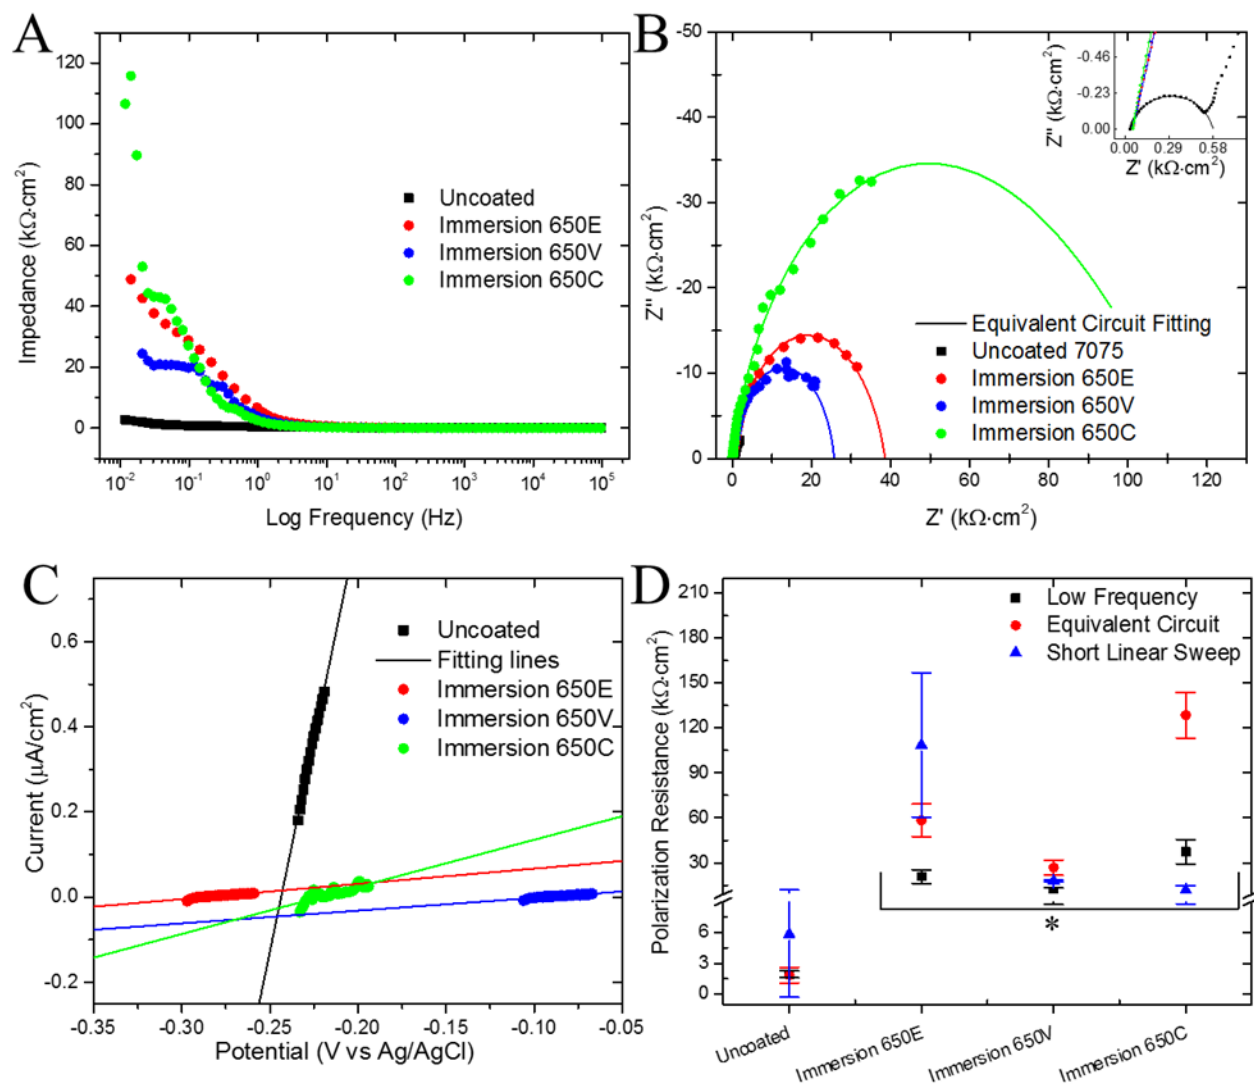 A
Impedance (kΩ·cm²)
120
100
80
60
40
20
0
Uncoated
Immersion 650E
Immersion 650V
Immersion 650C
10⁻² 10⁻¹ 10⁰ 10¹ 10² 10³ 10⁴ 10⁵
Log Frequency (Hz)
B
Z'' (kΩ·cm²)
-50
-40
-30
-20
-10
0
Z'' (kΩ·cm²)
-0.46
-0.23
0.00
0.00 0.29 0.58
Z' (kΩ·cm²)
Equivalent Circuit Fitting
Uncoated 7075
Immersion 650E
Immersion 650V
Immersion 650C
0 20 40 60 80 100 120
Z' (kΩ·cm²)
C
Current (µA/cm²)
0.6
0.4
0.2
0.0
-0.2
Uncoated
Fitting lines
Immersion 650E
Immersion 650V
Immersion 650C
-0.35 -0.30 -0.25 -0.20 -0.15 -0.10 -0.05
Potential (V vs Ag/AgCl)
D
Polarization Resistance (kΩ·cm²)
210
180
150
120
90
60
30
6
3
0
Low Frequency
Equivalent Circuit
Short Linear Sweep
*
Uncoated
Immersion 650E
Immersion 650V
Immersion 650C